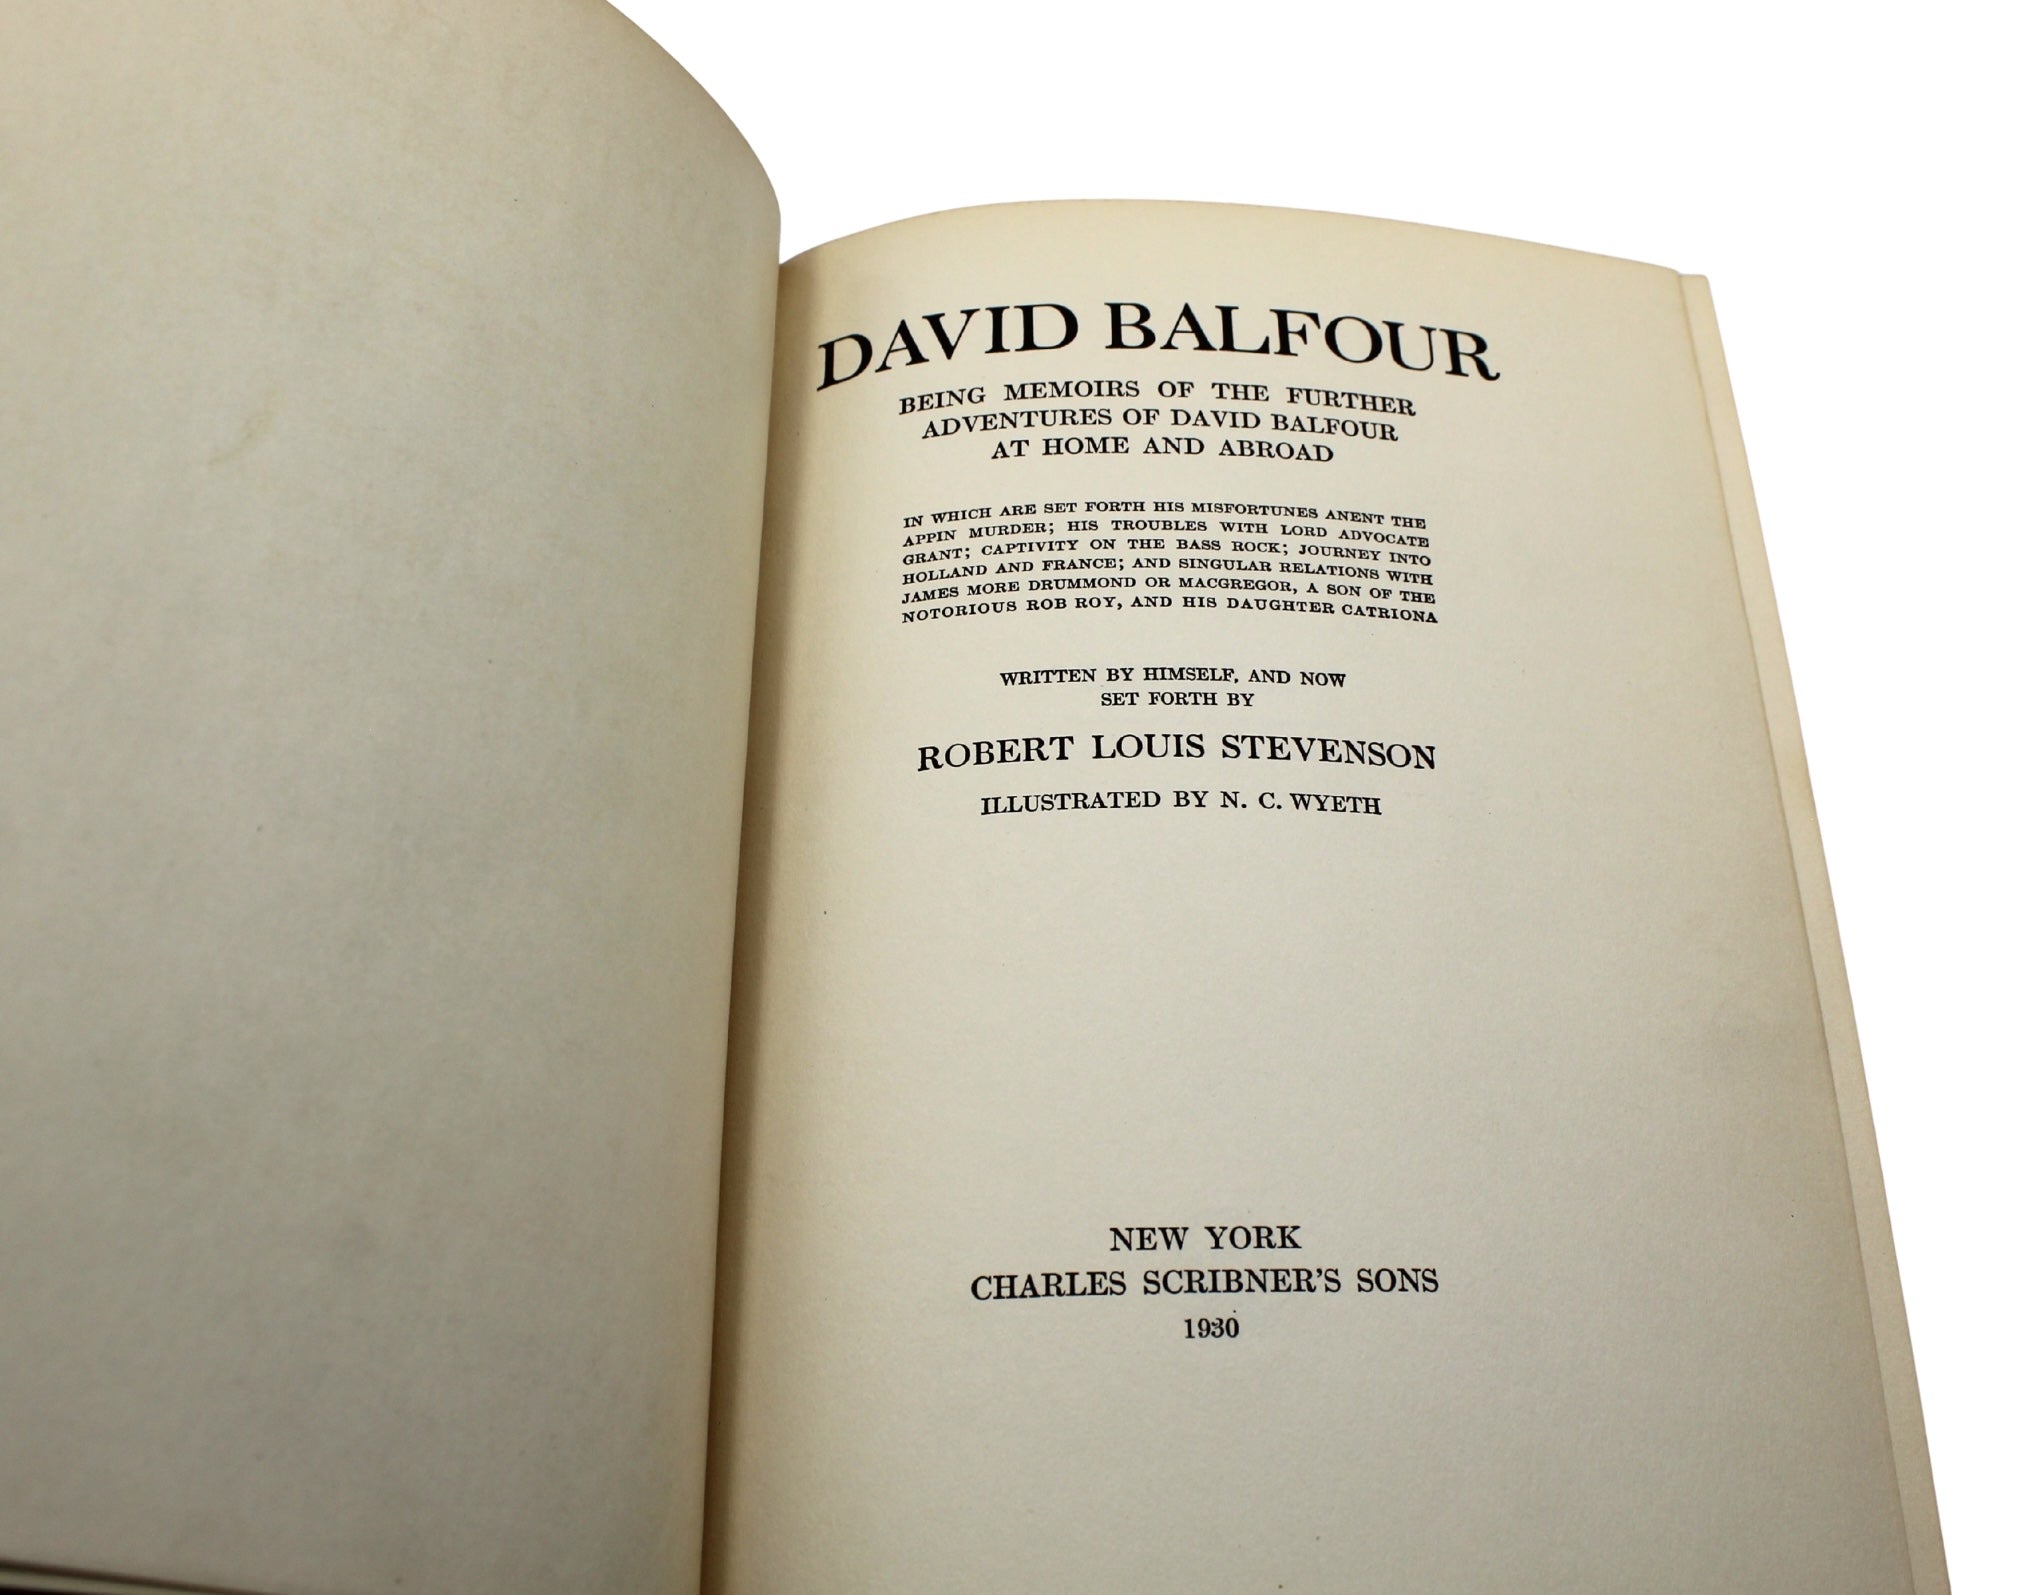 DAVID BALFOUR
BEING MEMOIRS OF THE FURTHER
ADVENTURES OF DAVID BALFOUR
AT HOME AND ABROAD
IN WHICH ARE SET FORTH HIS MISFORTUNES ANENT THE
APPIN MURDER; HIS TROUBLES WITH LORD ADVOCATE
GRANT; CAPTIVITY ON THE BASS ROCK; JOURNEY INTO
HOLLAND AND FRANCE; AND SINGULAR RELATIONS WITH
JAMES MORE DRUMMOND OR MACGREGOR, A SON OF THE
NOTORIOUS ROB ROY, AND HIS DAUGHTER CATRIONA
WRITTEN BY HIMSELF, AND NOW
SET FORTH BY
ROBERT LOUIS STEVENSON
ILLUSTRATED BY N. C. WYETH
NEW YORK
CHARLES SCRIBNER'S SONS
1930